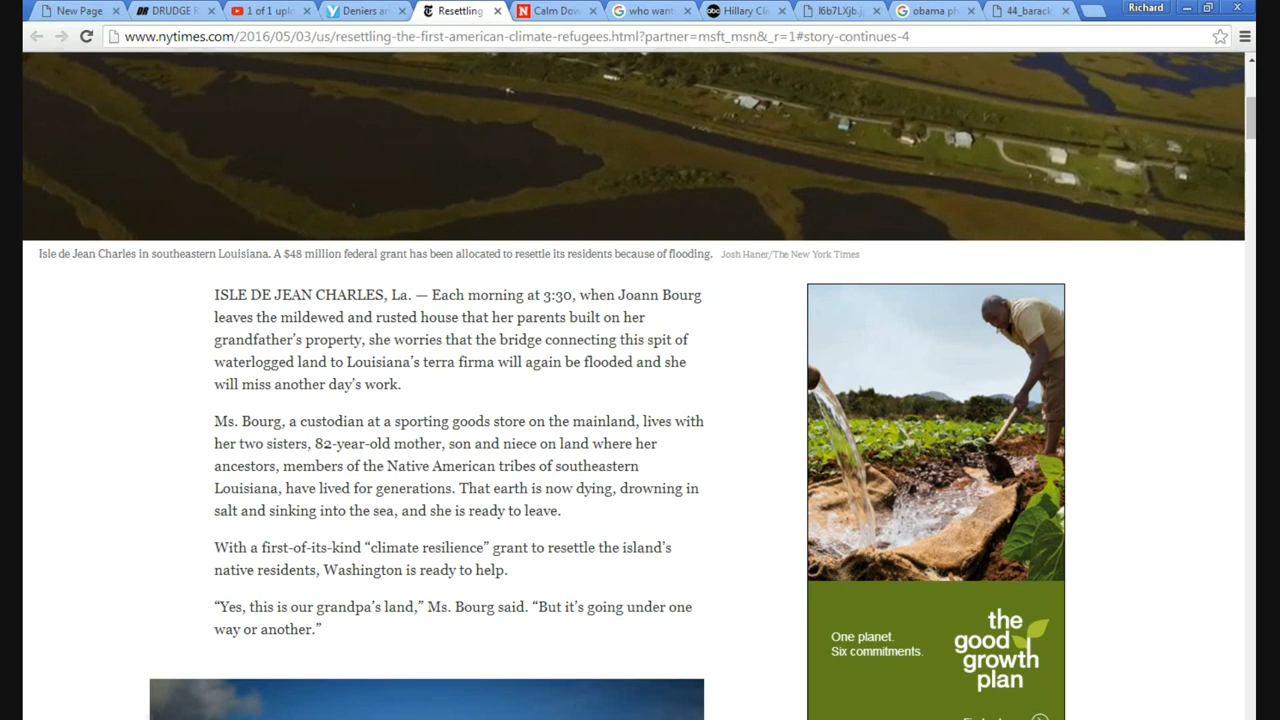 New Page
DRUDGE R
1 of 1 uplo
Deniers ar
Resettling
Calm Dow
who want
abc
Hillary Cli
I6b7LXjb.j
obama ph
44_barack
Richard
www.nytimes.com/2016/05/03/us/resettling-the-first-american-climate-refugees.html?partner=msft_msn&_r=1#story-continues-4
Isle de Jean Charles in southeastern Louisiana. A $48 million federal grant has been allocated to resettle its residents because of flooding. Josh Haner/The New York Times
ISLE DE JEAN CHARLES, La. — Each morning at 3:30, when Joann Bourg
leaves the mildewed and rusted house that her parents built on her
grandfather’s property, she worries that the bridge connecting this spit of
waterlogged land to Louisiana’s terra firma will again be flooded and she
will miss another day’s work.
Ms. Bourg, a custodian at a sporting goods store on the mainland, lives with
her two sisters, 82-year-old mother, son and niece on land where her
ancestors, members of the Native American tribes of southeastern
Louisiana, have lived for generations. That earth is now dying, drowning in
salt and sinking into the sea, and she is ready to leave.
With a first-of-its-kind “climate resilience” grant to resettle the island’s
native residents, Washington is ready to help.
“Yes, this is our grandpa’s land,” Ms. Bourg said. “But it’s going under one
way or another.”
One planet.
Six commitments.
the
good
growth
plan